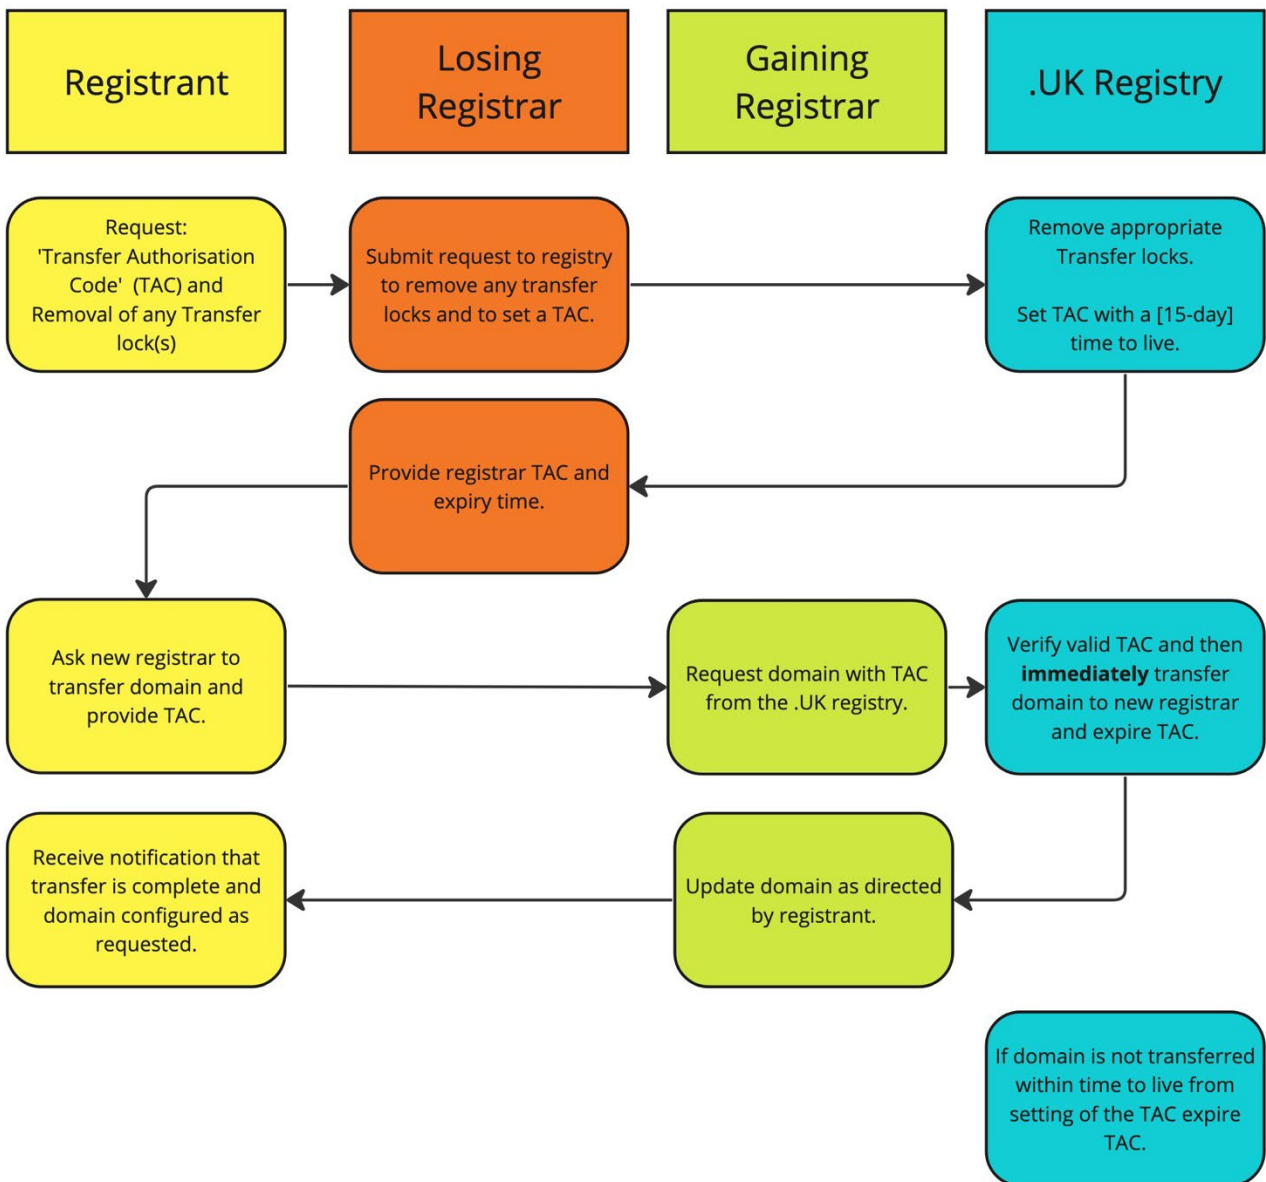 Registrant
Losing
Registrar
Gaining
Registrar
.UK Registry
Request:
'Transfer Authorisation
Code' (TAC) and
Removal of any Transfer
lock(s)
Submit request to registry
to remove any transfer
locks and to set a TAC.
Remove appropriate
Transfer locks.
Set TAC with a [15-day]
time to live.
Provide registrar TAC and
expiry time.
Ask new registrar to
transfer domain and
provide TAC.
Request domain with TAC
from the .UK registry.
Verify valid TAC and then
immediately transfer
domain to new registrar
and expire TAC.
Receive notification that
transfer is complete and
domain configured as
requested.
Update domain as directed
by registrant.
If domain is not transferred
within time to live from
setting of the TAC expire
TAC.